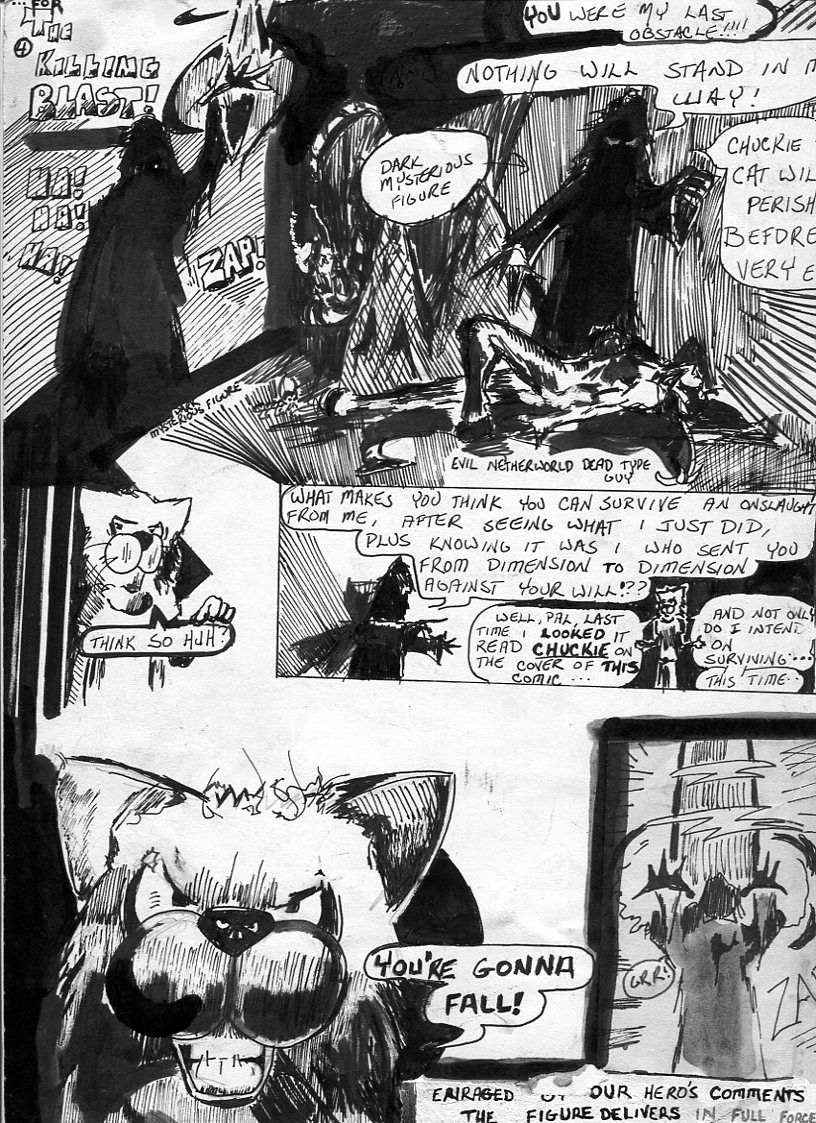 ...FOR
THE
KILLING
BLAST!
4
HA!
HA!
HA!
ZAP!
DARK
MYSTERIOUS FIGURE
YOU WERE MY LAST
OBSTACLE!!!!
NOTHING WILL STAND IN M
WAY!
DARK
MYSTERIOUS
FIGURE
CHUCKIE
CAT WIL
PERISH
BEFORE
VERY E
EVIL NETHERWORLD DEAD TYPE
GUY
THINK SO HUH?
WHAT MAKES YOU THINK YOU CAN SURVIVE AN ONSLAUGHT
FROM ME, AFTER SEEING WHAT I JUST DID,
PLUS KNOWING IT WAS I WHO SENT YOU
FROM DIMENSION TO DIMENSION
AGAINST YOUR WILL!??
WELL, PAL, LAST
TIME I LOOKED IT
READ CHUCKIE ON
THE COVER OF THIS
COMIC ...
AND NOT ONLY
DO I INTEND
ON
SURVIVING....
THIS TIME..
YOU'RE GONNA
FALL!
GRR!
ZA
ENRAGED OUR HERO'S COMMENTS
THE FIGURE DELIVERS IN FULL FORCE